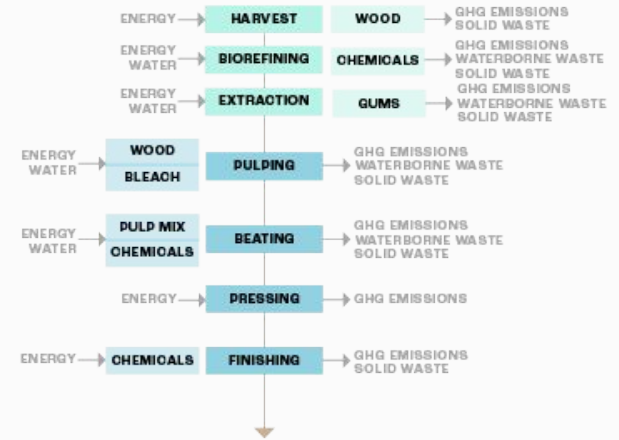 ENERGY
HARVEST
WOOD
GHG EMISSIONS
SOLID WASTE
ENERGY
WATER
BIOREFINING
CHEMICALS
GHG EMISSIONS
WATERBORNE WASTE
SOLID WASTE
ENERGY
WATER
EXTRACTION
GUMS
GHG EMISSIONS
WATERBORNE WASTE
SOLID WASTE
ENERGY
WATER
WOOD
BLEACH
PULPING
GHG EMISSIONS
WATERBORNE WASTE
SOLID WASTE
ENERGY
WATER
PULP MIX
CHEMICALS
BEATING
GHG EMISSIONS
WATERBORNE WASTE
SOLID WASTE
ENERGY
PRESSING
GHG EMISSIONS
ENERGY
CHEMICALS
FINISHING
GHG EMISSIONS
SOLID WASTE